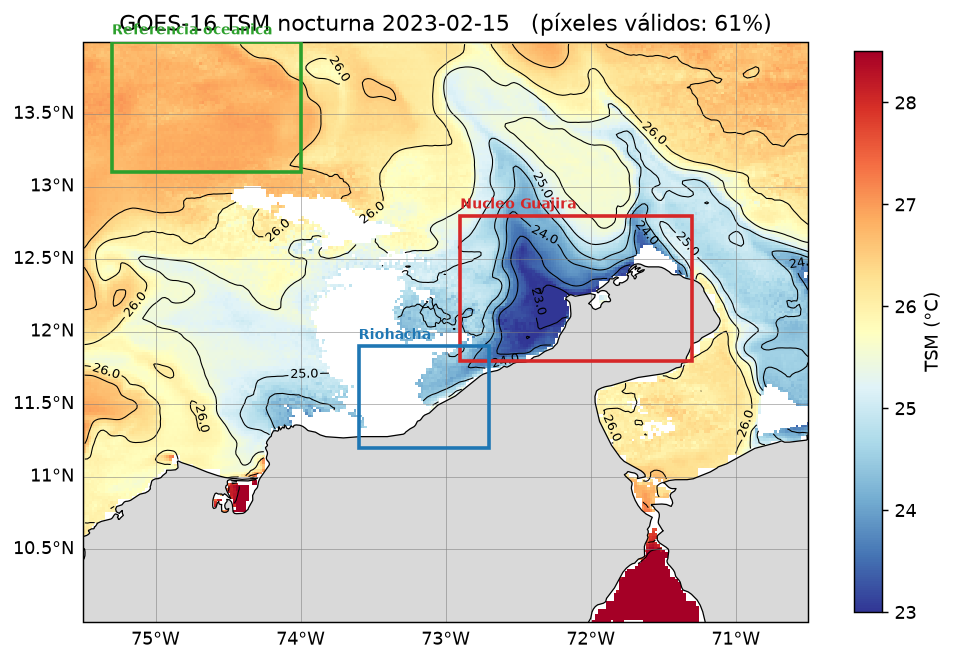 GOES-16 TSM nocturna 2023-02-15 (píxeles válidos: 61%)
Referencia oceanica
26.0
28
13.5°N
26.0
13°N
25.0
Nucleo Guajira
27
26.0
26.0
24.0
24.0
25.0
12.5°N
24.
26.0
23.0
26
TSM (°C)
12°N
Riohacha
24.0
26.0
25.0
25
11.5°N
26.0
26.0
26.0
11°N
24
10.5°N
23
75°W
74°W
73°W
72°W
71°W